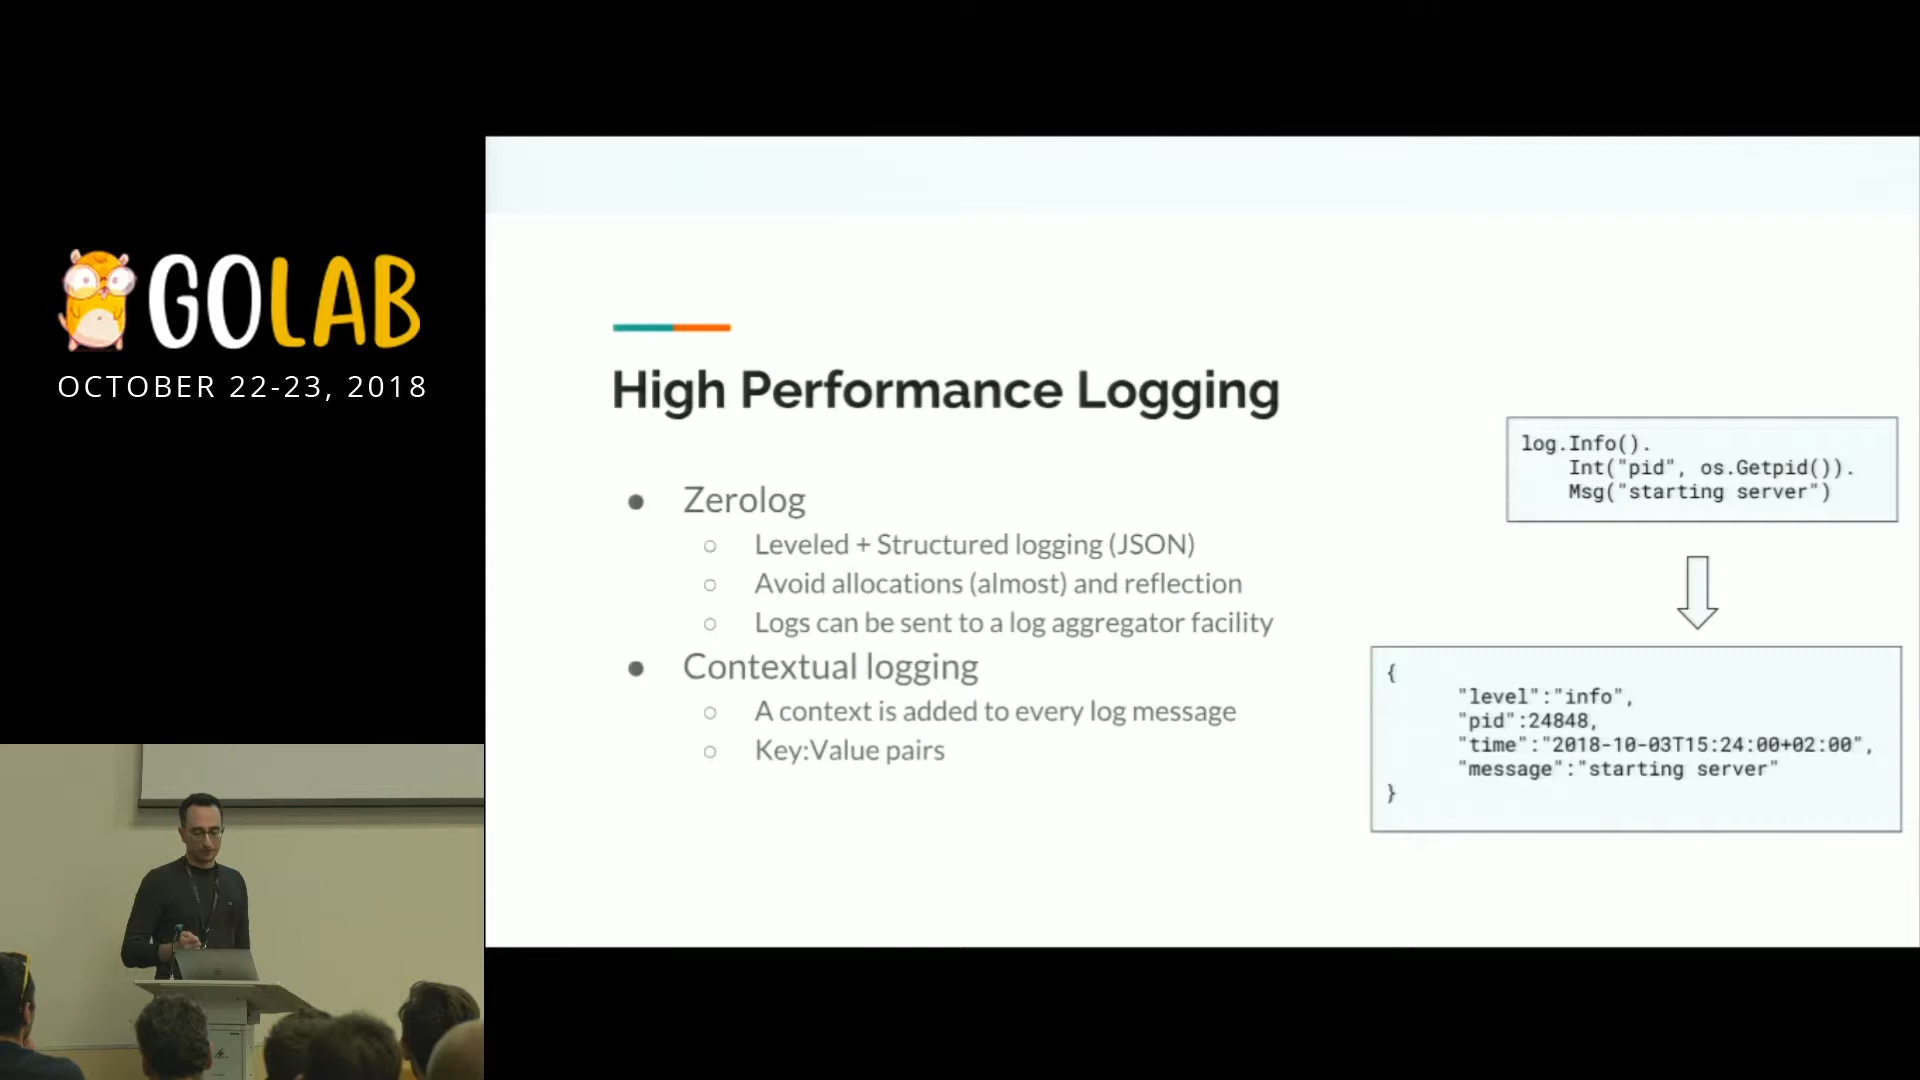 GOLAB
OCTOBER 22-23, 2018
High Performance Logging
● Zerolog
○ Leveled + Structured logging (JSON)
○ Avoid allocations (almost) and reflection
○ Logs can be sent to a log aggregator facility
● Contextual logging
○ A context is added to every log message
○ Key:Value pairs
log.Info().
Int("pid", os.Getpid()).
Msg("starting server")
{
"level":"info",
"pid":24848,
"time":"2018-10-03T15:24:00+02:00",
"message":"starting server"
}